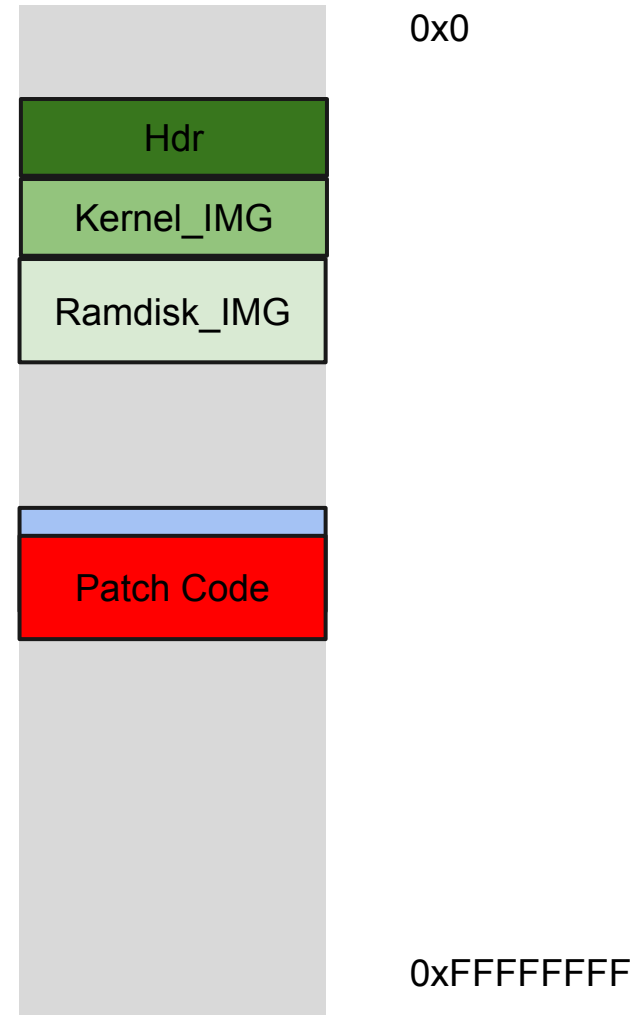 0x0
Hdr
Kernel_IMG
Ramdisk_IMG
Patch Code
0xFFFFFFFF